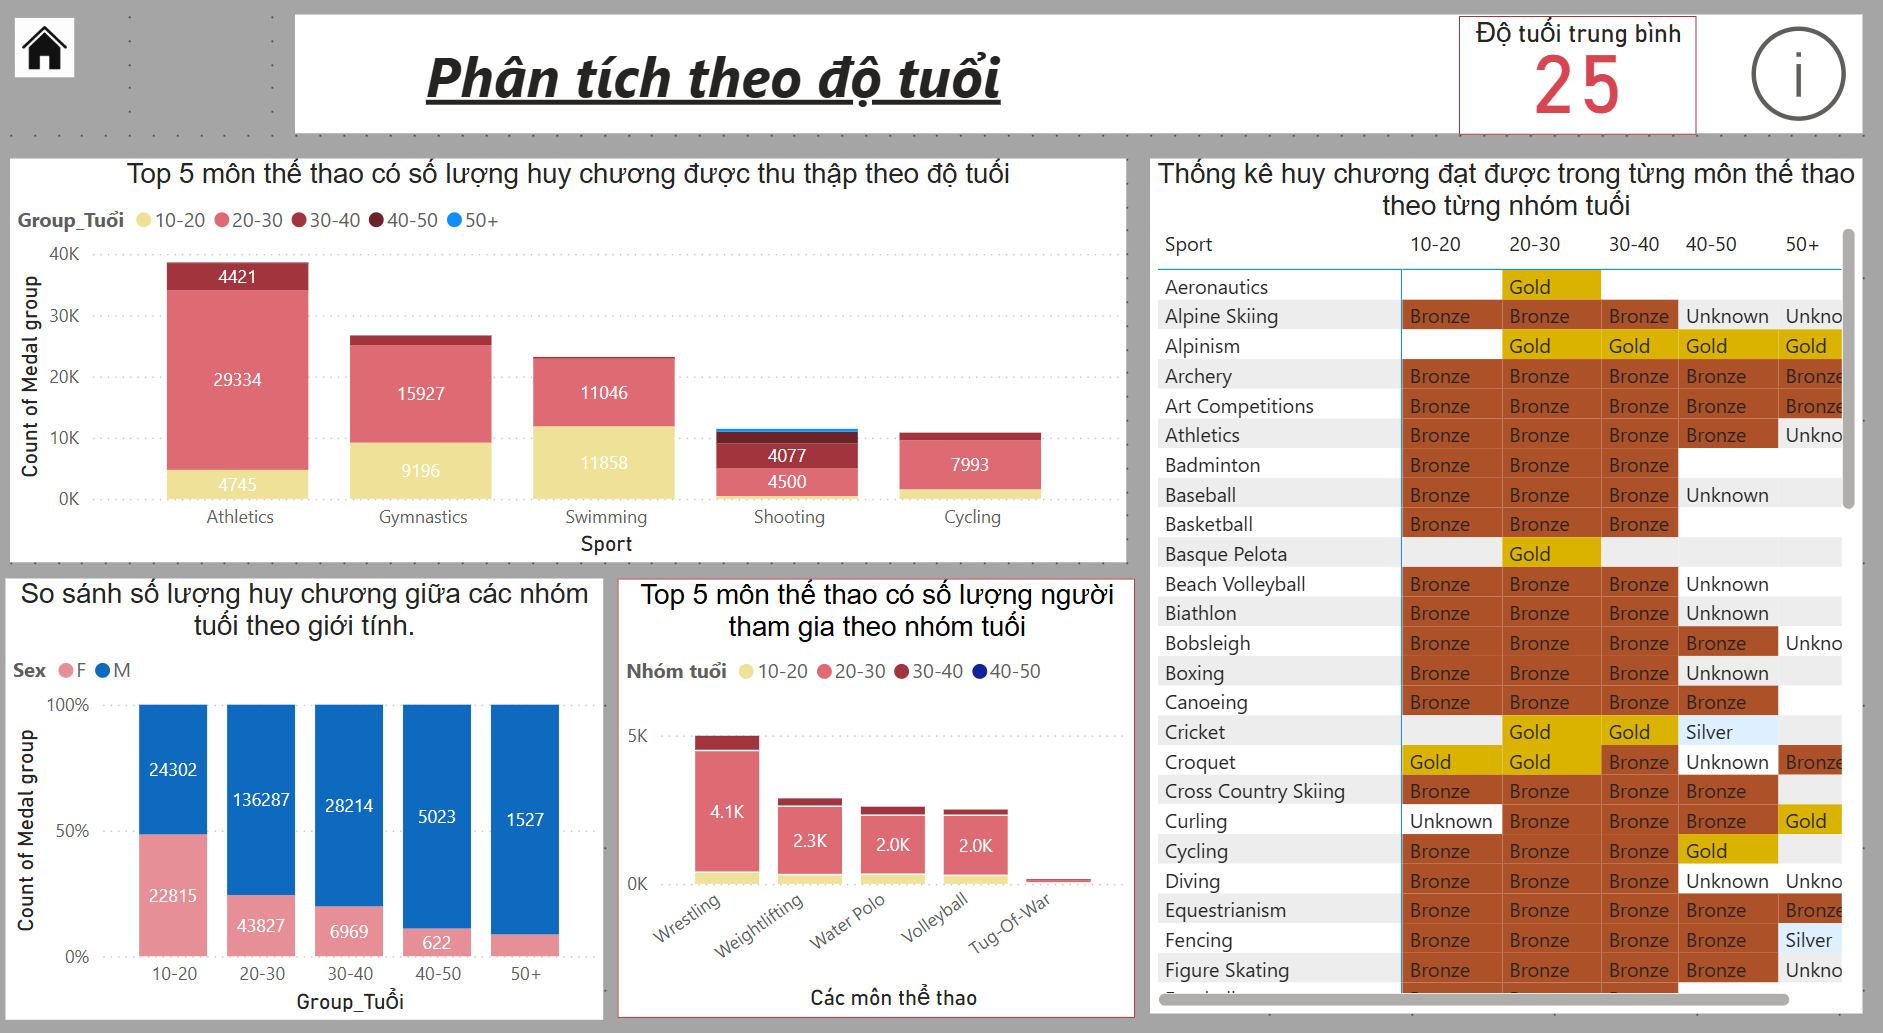 Phân tích theo độ tuổi
Độ tuổi trung bình
25
i
Top 5 môn thể thao có số lượng huy chương được thu thập theo độ tuổi
Group_Tuổi 10-20 20-30 30-40 40-50 50+
Count of Medal group
40K
30K
20K
10K
0K
4421
29334
4745
15927
9196
11046
11858
4077
4500
7993
Athletics Gymnastics Swimming Shooting Cycling
Sport
So sánh số lượng huy chương giữa các nhóm
tuổi theo giới tính.
Sex F M
Count of Medal group
100%
50%
0%
24302 136287 28214 5023 1527
22815 43827 6969 622
10-20 20-30 30-40 40-50 50+
Group_Tuổi
Top 5 môn thể thao có số lượng người
tham gia theo nhóm tuổi
Nhóm tuổi 10-20 20-30 30-40 40-50
5K
0K
4.1K 2.3K 2.0K 2.0K
Wrestling Weightlifting Water Polo Volleyball Tug-Of-War
Các môn thể thao
Thống kê huy chương đạt được trong từng môn thể thao
theo từng nhóm tuổi
Sport 10-20 20-30 30-40 40-50 50+
Aeronautics Gold
Alpine Skiing Bronze Bronze Bronze Unknown Unkno
Alpinism Gold Gold Gold Gold
Archery Bronze Bronze Bronze Bronze Bronze
Art Competitions Bronze Bronze Bronze Bronze Bronze
Athletics Bronze Bronze Bronze Bronze Unkno
Badminton Bronze Bronze Bronze
Baseball Bronze Bronze Bronze Unknown
Basketball Bronze Bronze Bronze
Basque Pelota Gold
Beach Volleyball Bronze Bronze Bronze Unknown
Biathlon Bronze Bronze Bronze Unknown
Bobsleigh Bronze Bronze Bronze Bronze Unkno
Boxing Bronze Bronze Bronze Unknown
Canoeing Bronze Bronze Bronze Bronze
Cricket Gold Gold Silver
Croquet Gold Gold Bronze Unknown Bronze
Cross Country Skiing Bronze Bronze Bronze Bronze
Curling Unknown Bronze Bronze Bronze Gold
Cycling Bronze Bronze Bronze Gold
Diving Bronze Bronze Bronze Unknown Unkno
Equestrianism Bronze Bronze Bronze Bronze Bronze
Fencing Bronze Bronze Bronze Bronze Silver
Figure Skating Bronze Bronze Bronze Bronze Unkno